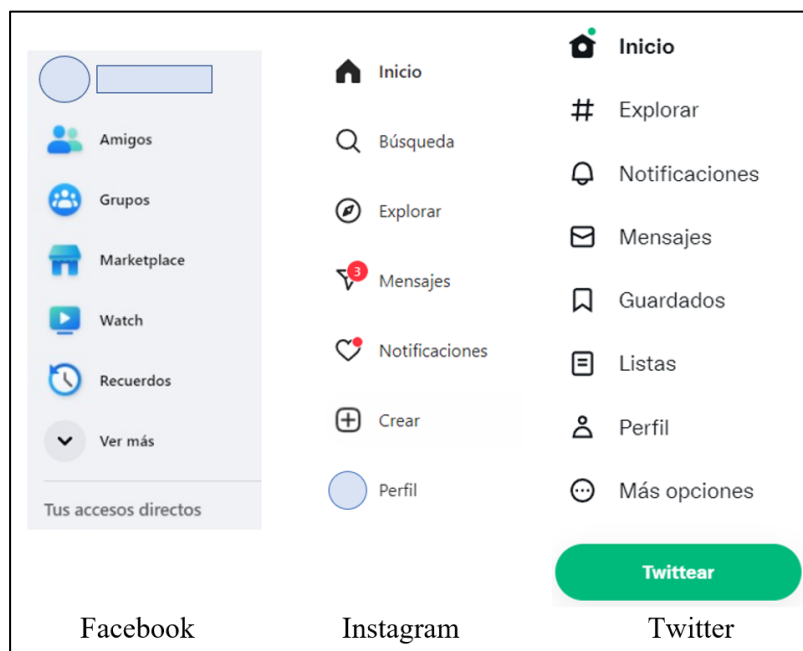 Amigos
Grupos
Marketplace
Watch
Recuerdos
Ver más
Tus accesos directos
Facebook
Inicio
Búsqueda
Explorar
3
Mensajes
Notificaciones
Crear
Perfil
Instagram
Inicio
Explorar
Notificaciones
Mensajes
Guardados
Listas
Perfil
Más opciones
Twittear
Twitter